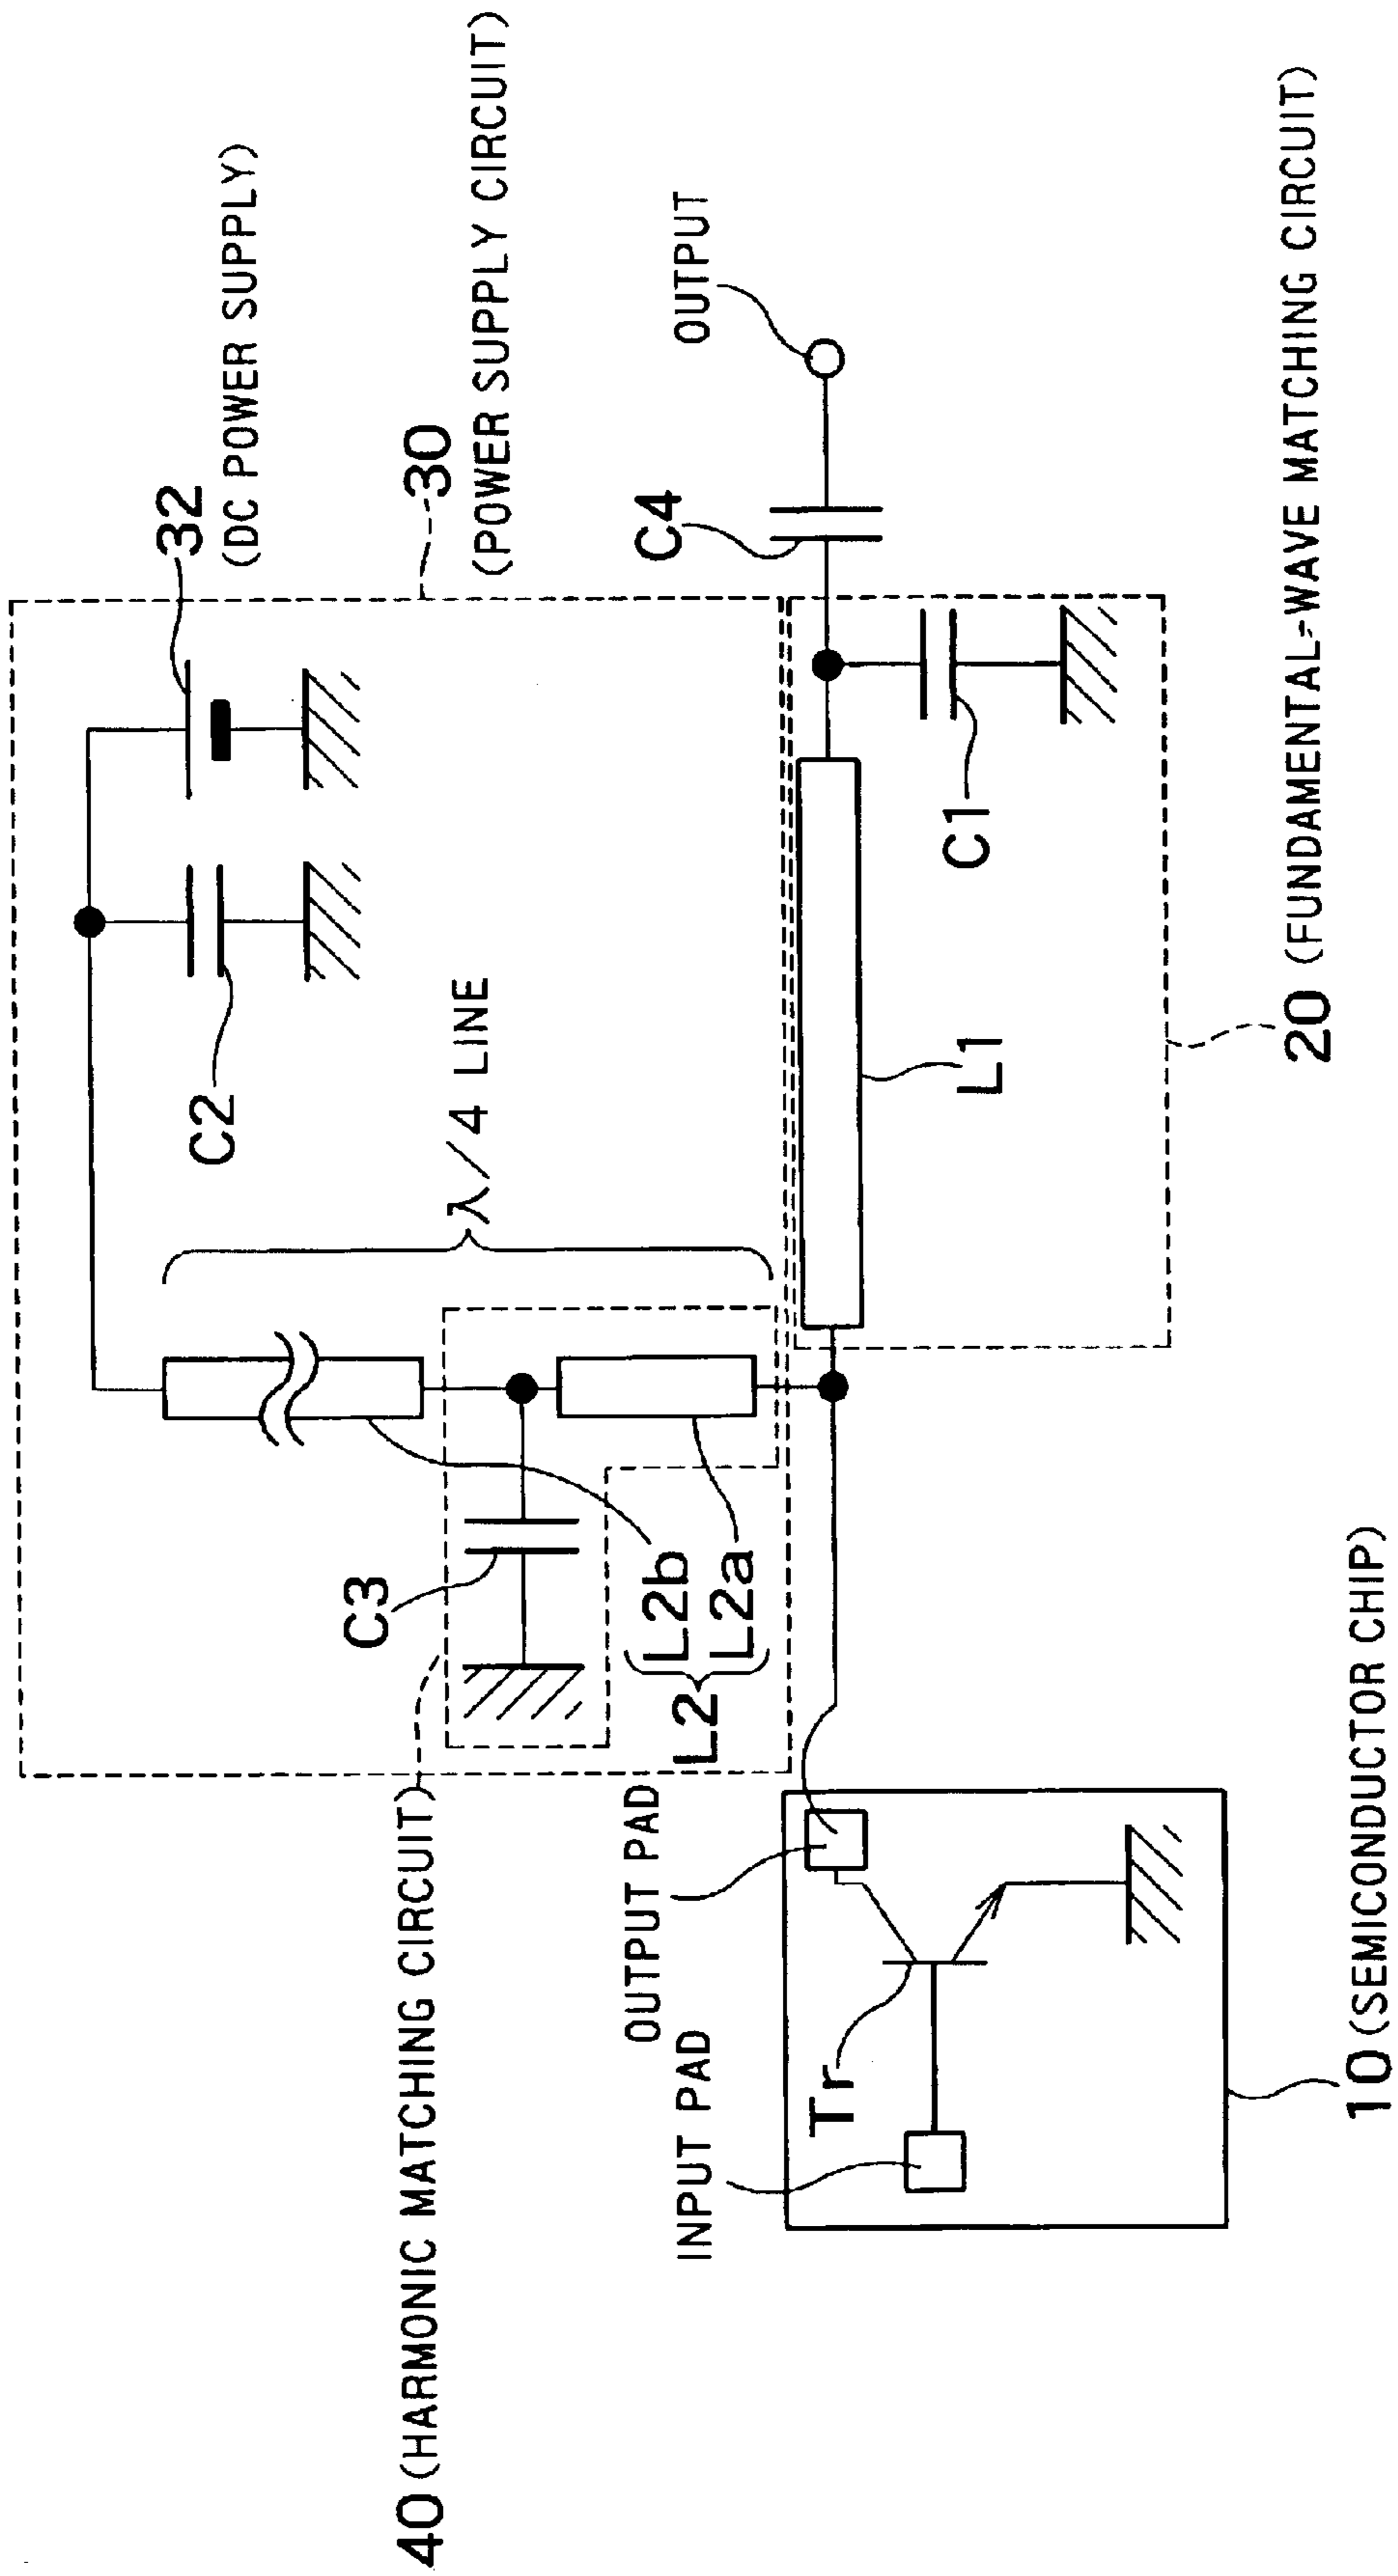 32
(DC POWER SUPPLY)
30
(POWER SUPPLY CIRCUIT)
C2
λ/4 LINE
C4
OUTPUT
C3
L2
L2b
L2a
40 (HARMONIC MATCHING CIRCUIT)
OUTPUT PAD
INPUT PAD
Tr
C1
L1
20 (FUNDAMENTAL-WAVE MATCHING CIRCUIT)
10 (SEMICONDUCTOR CHIP)